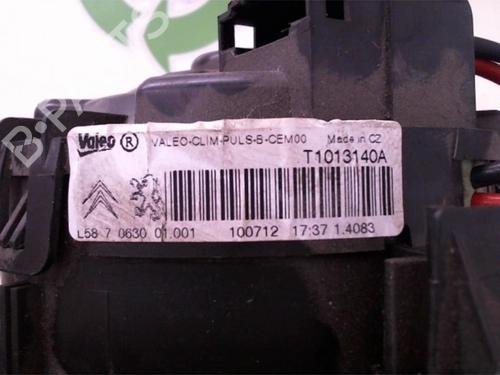 Valeo ® VALEO-CLIM-PULS-B-CEM00 Made in CZ
T1013140A
L58 7 0630 01.001 100712 17:37 1.4083
B-PARTS